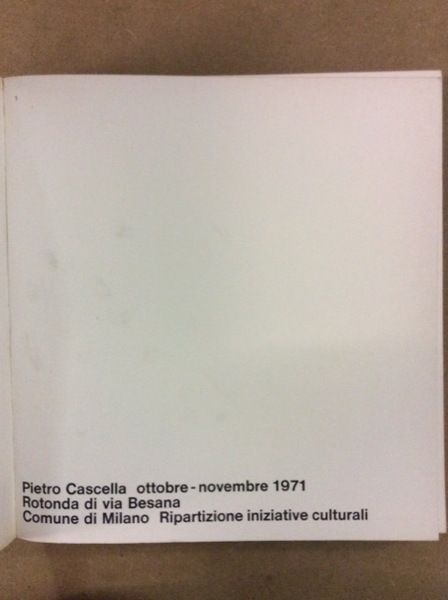 Pietro Cascella ottobre - novembre 1971
Rotonda di via Besana
Comune di Milano Ripartizione iniziative culturali